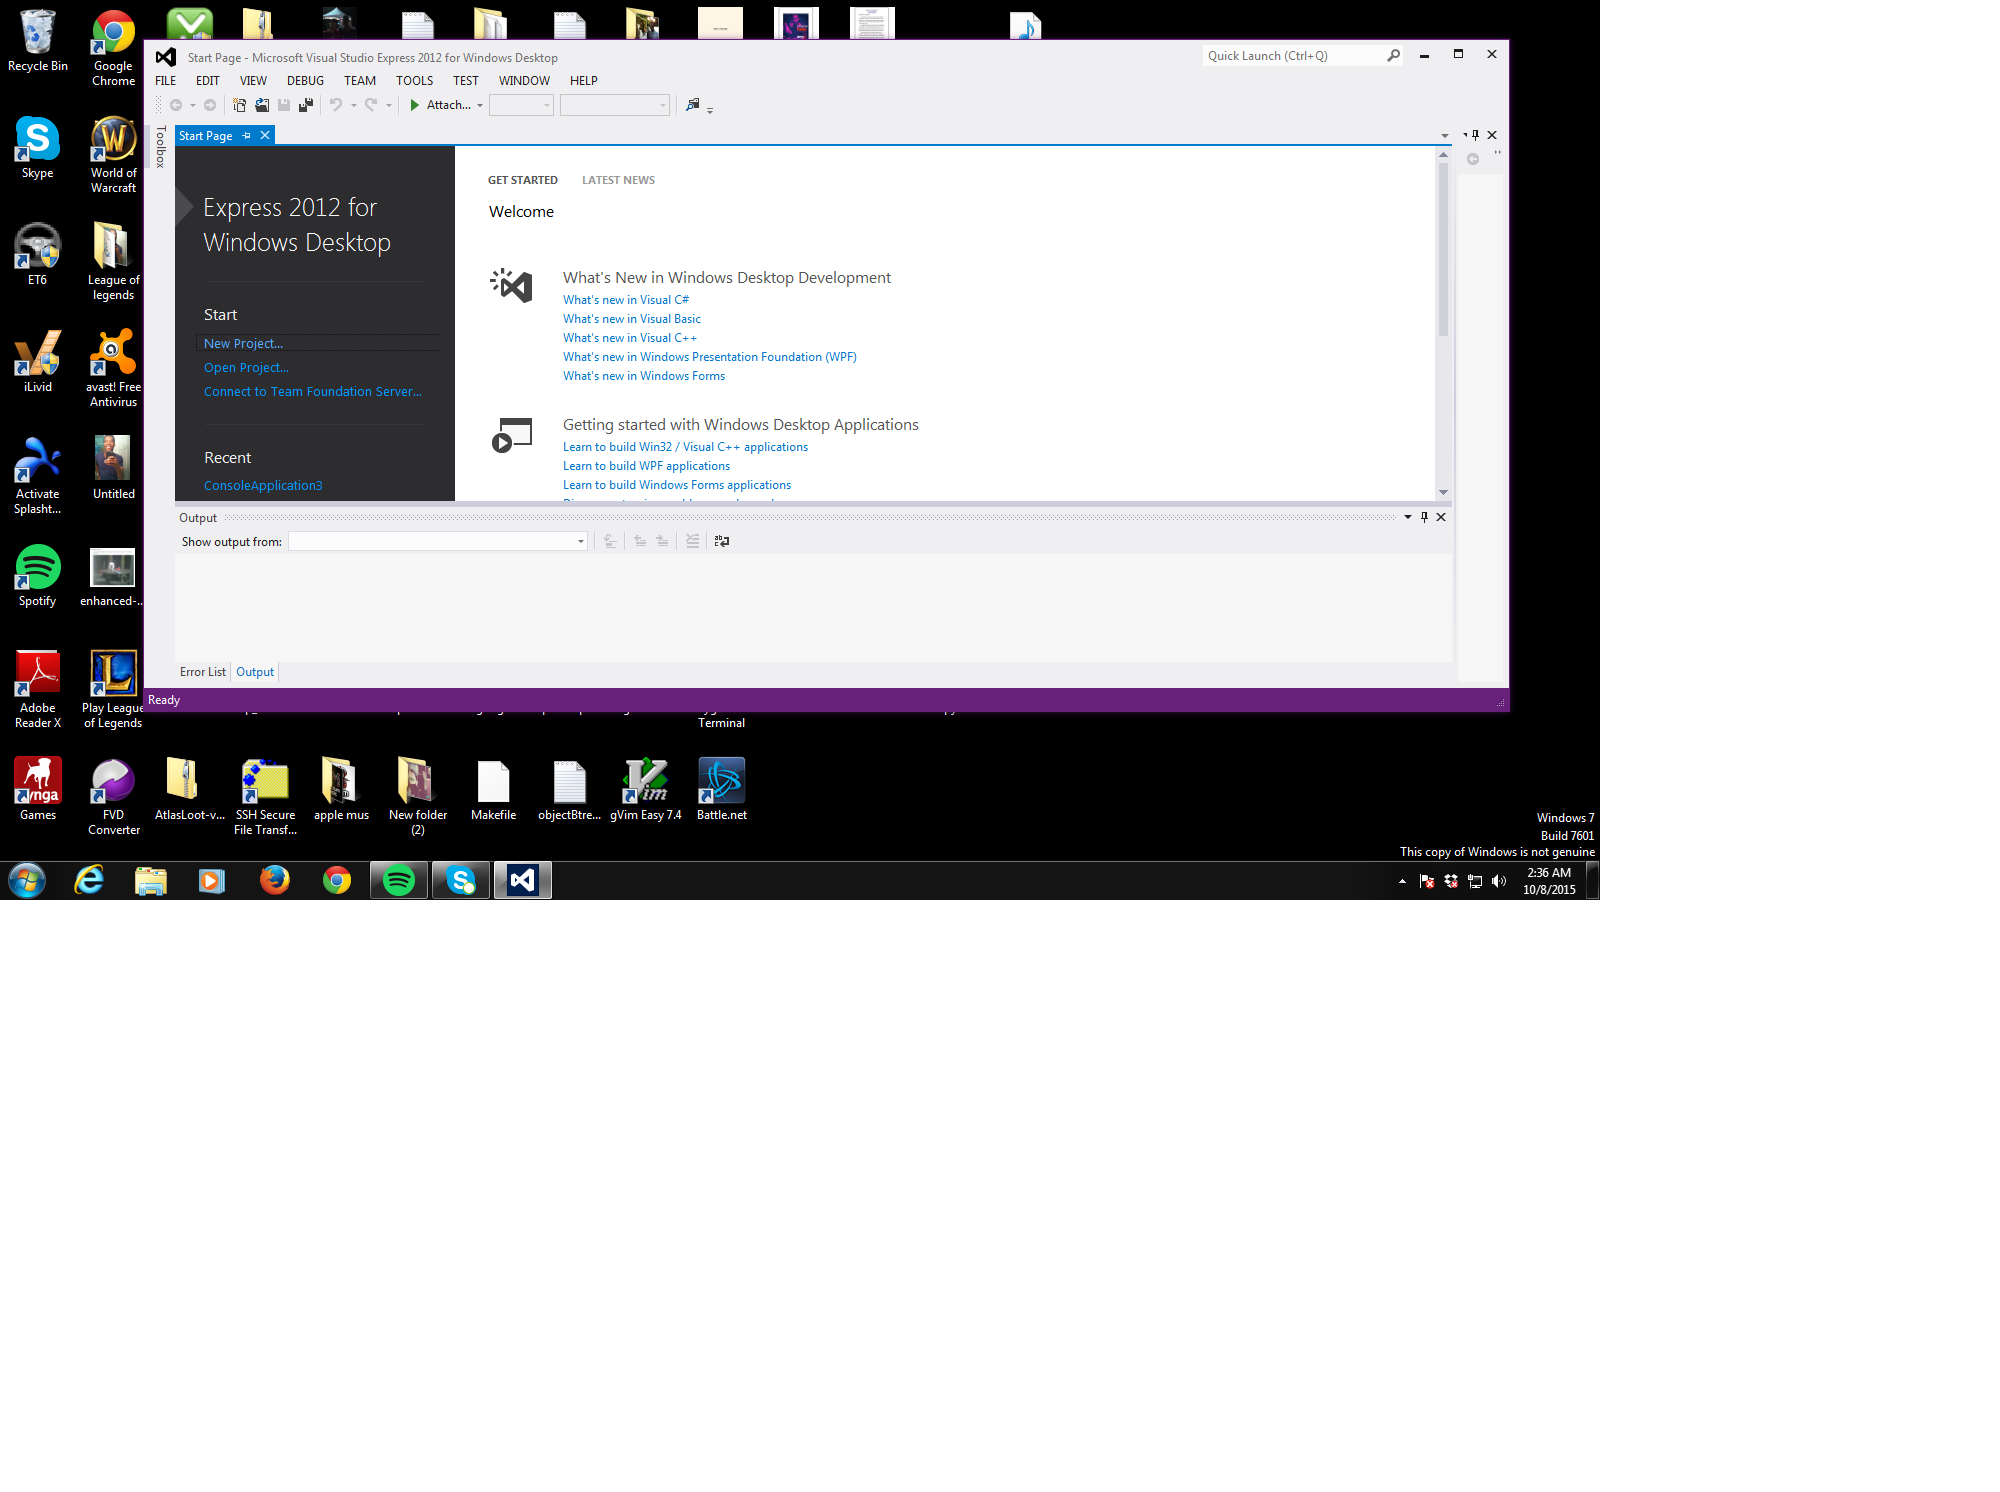 Recycle Bin
Google
Chrome
Skype
World of
Warcraft
ET6
League of
legends
iLivid
avast! Free
Antivirus
Activate
Splasht...
Untitled
Spotify
enhanced-...
Adobe
Reader X
Play League
of Legends
Start Page - Microsoft Visual Studio Express 2012 for Windows Desktop
Quick Launch (Ctrl+Q)
FILE EDIT VIEW DEBUG TEAM TOOLS TEST WINDOW HELP
Attach...
Toolbox
Start Page
Express 2012 for
Windows Desktop
Start
New Project...
Open Project...
Connect to Team Foundation Server...
Recent
ConsoleApplication3
GET STARTED LATEST NEWS
Welcome
What's New in Windows Desktop Development
What's new in Visual C#
What's new in Visual Basic
What's new in Visual C++
What's new in Windows Presentation Foundation (WPF)
What's new in Windows Forms
Getting started with Windows Desktop Applications
Learn to build Win32 / Visual C++ applications
Learn to build WPF applications
Learn to build Windows Forms applications
Output
Show output from:
Error List Output
Ready
Terminal
ynga
Games
FVD
Converter
AtlasLoot-v...
SSH Secure
File Transf...
apple mus
New folder
(2)
Makefile
objectBtre...
gVim Easy 7.4
Battle.net
Windows 7
Build 7601
This copy of Windows is not genuine
2:36 AM
10/8/2015